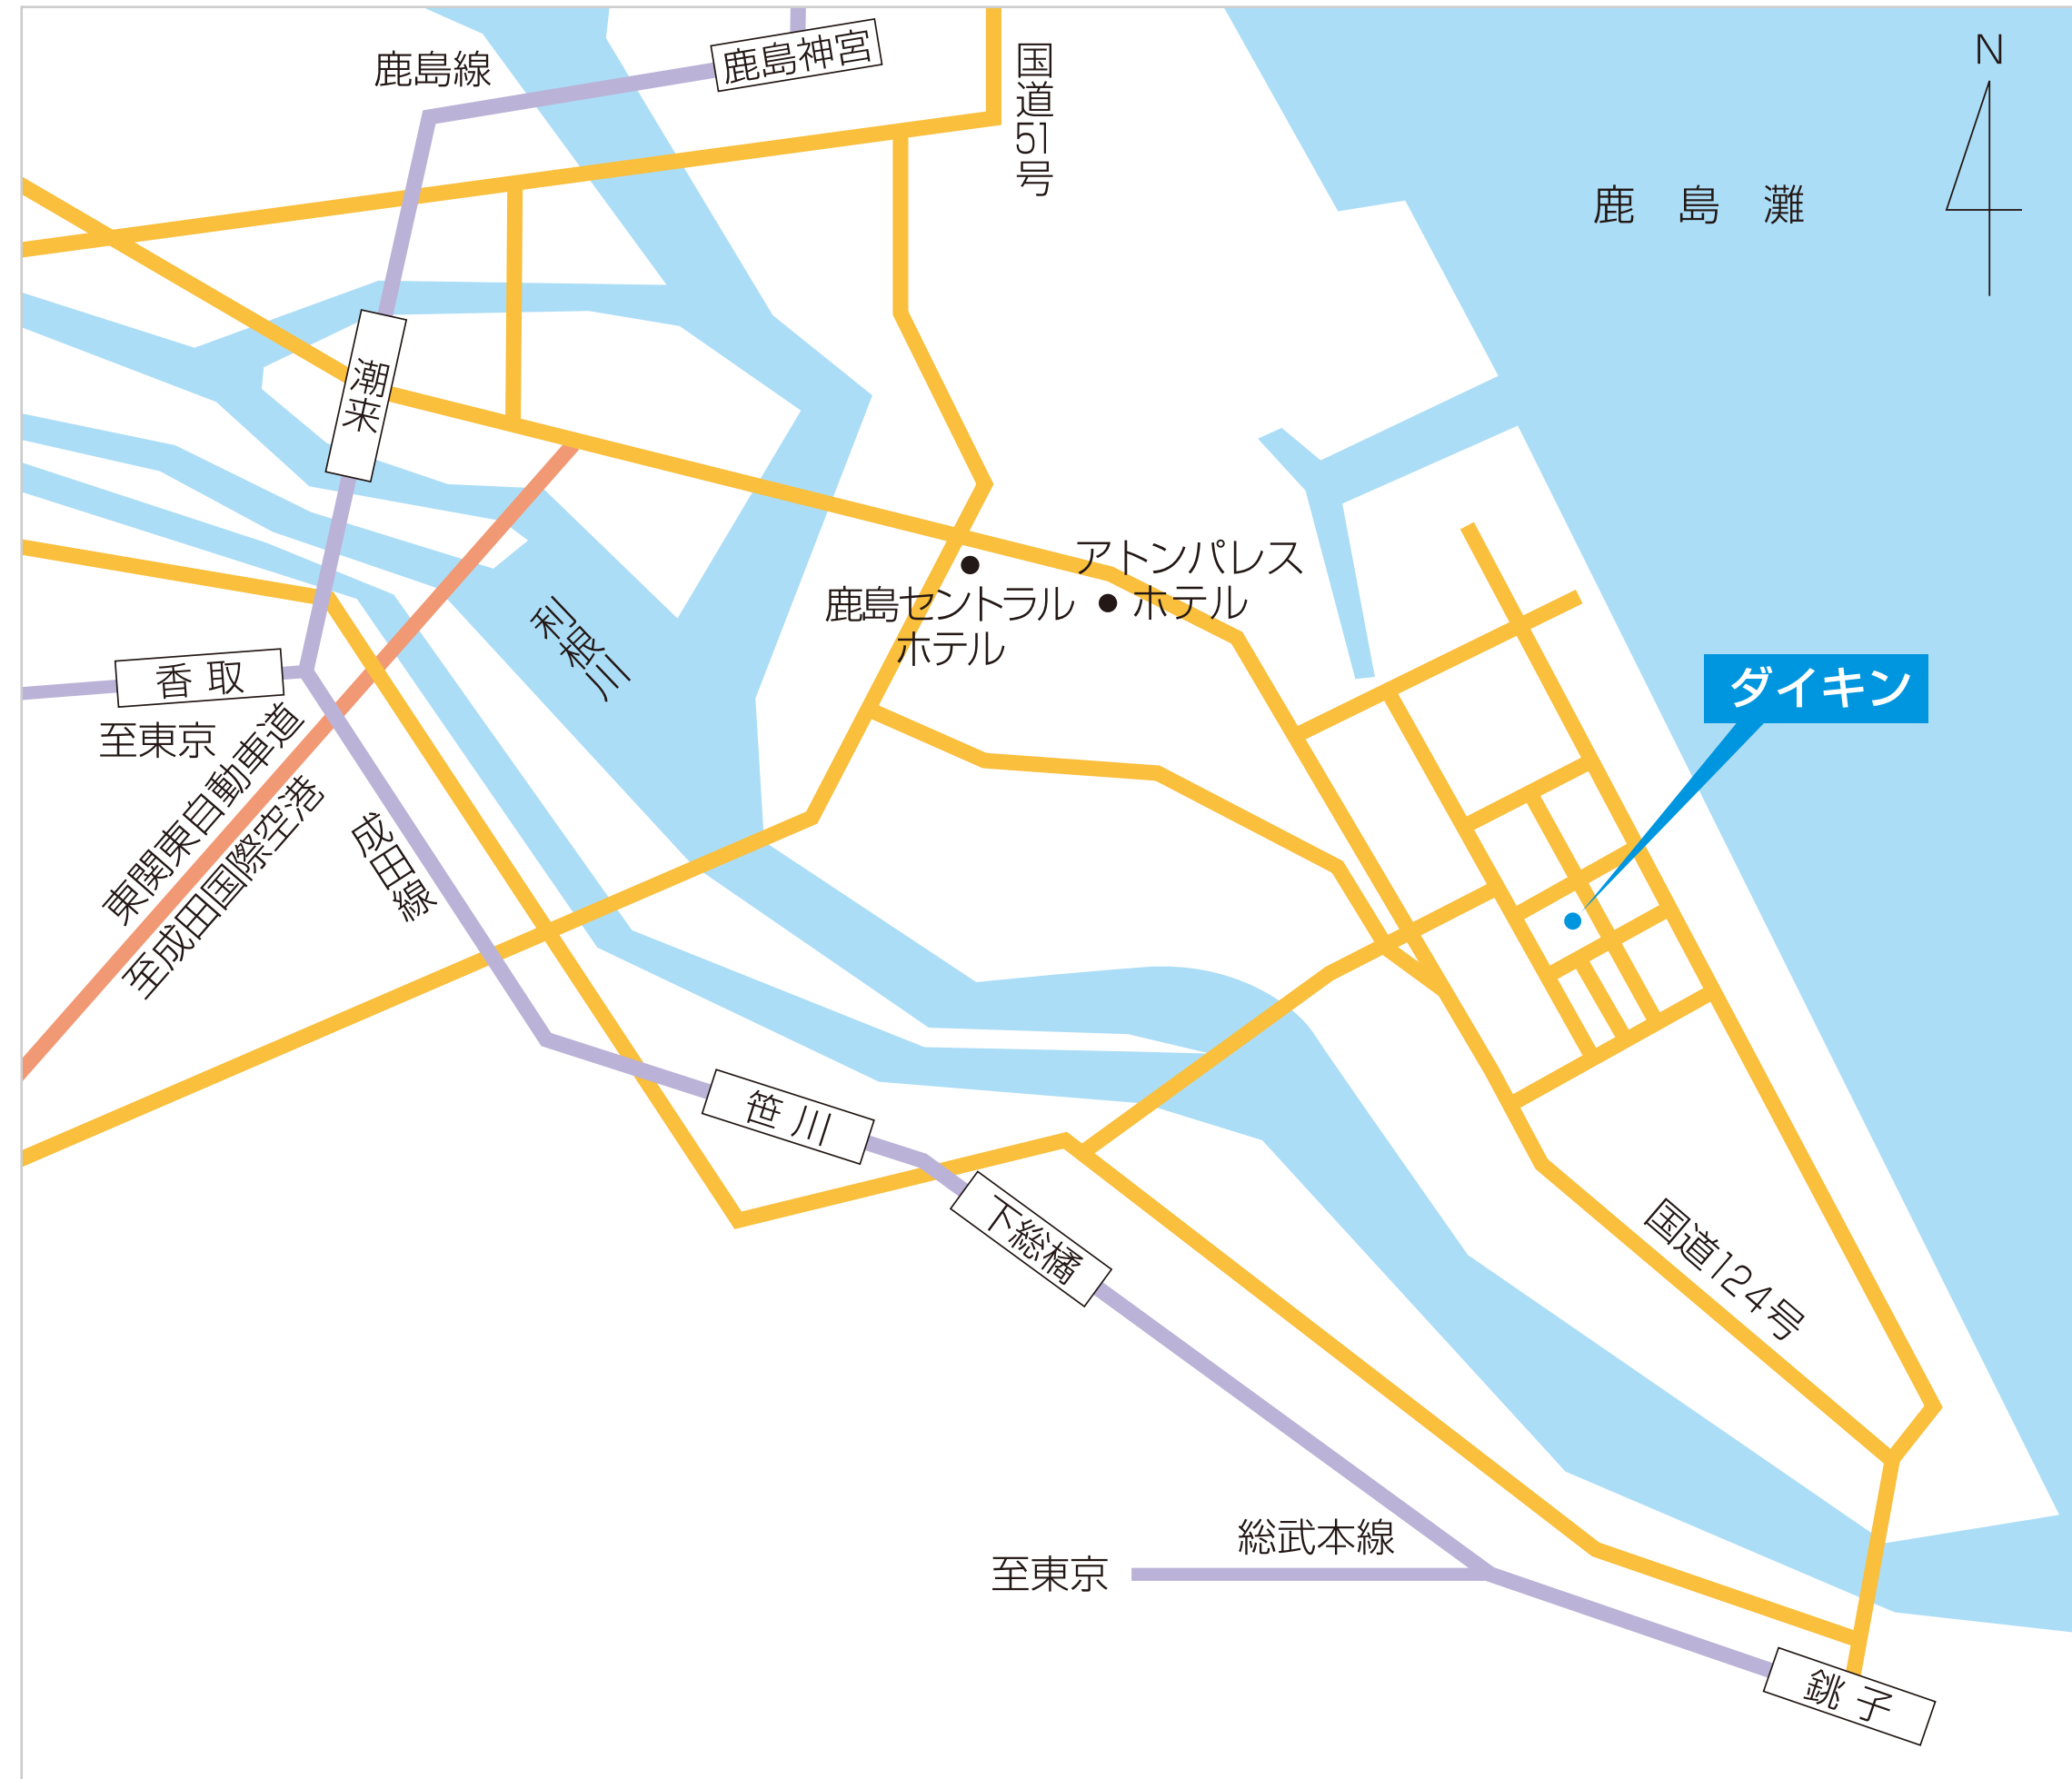 鹿島線
鹿島神宮
国道51号
N
鹿島灘
潮来
アトンパレス
ホテル
鹿島セントラル
ホテル
利根川
香取
至東京
ダイキン
東関東自動車道
至成田国際空港
成田線
笹川
下総橘
国道124号
総武本線
至東京
銚子